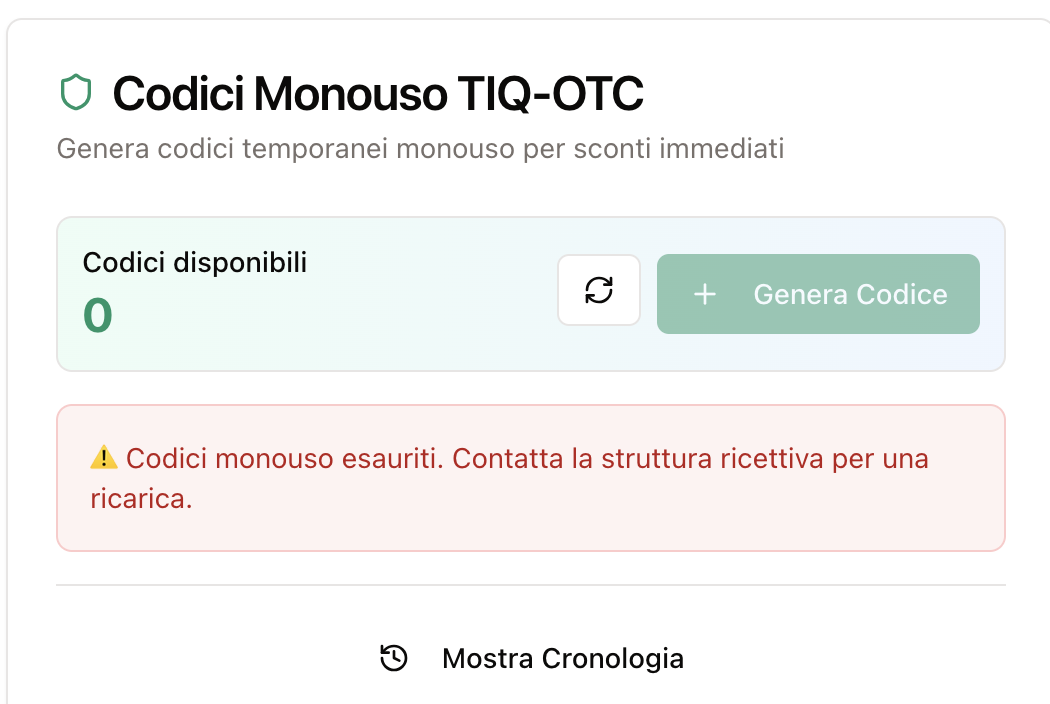 Codici Monouso TIQ-OTC
Genera codici temporanei monouso per sconti immediati
Codici disponibili
0
+ Genera Codice
⚠️ Codici monouso esauriti. Contatta la struttura ricettiva per una
ricarica.
Mostra Cronologia